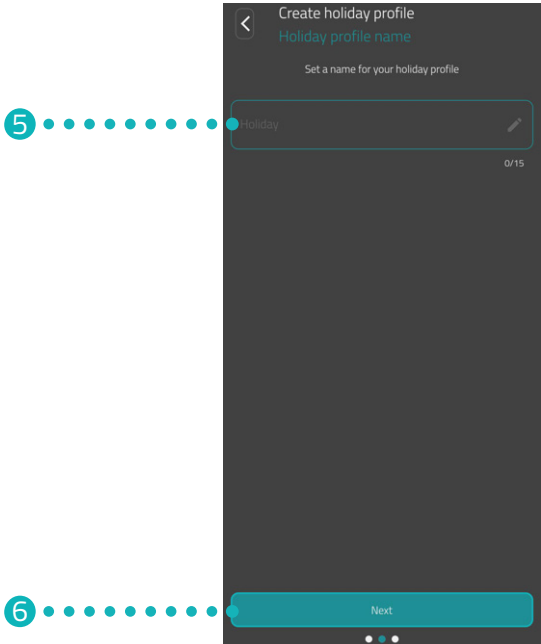 Create holiday profile
Holiday profile name
Set a name for your holiday profile
5
Holiday
0/15
6
Next